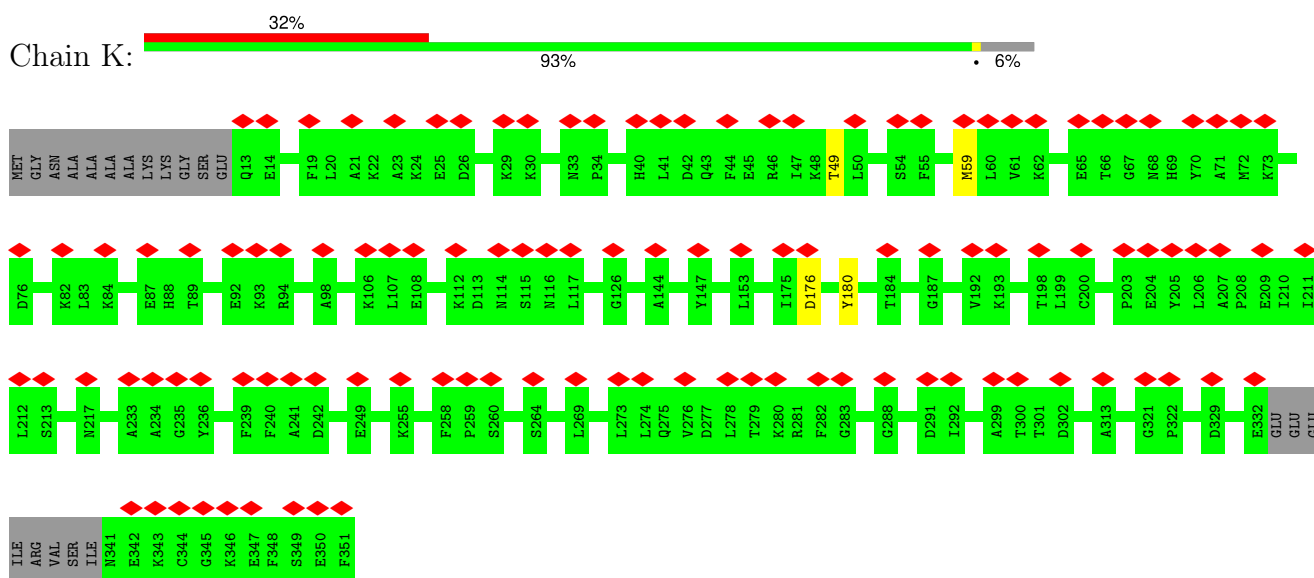 32%
Chain K:
93%
• 6%
MET GLY ASN ALA ALA ALA ALA ALA LYS LYS GLY SER GLU Q13 E14 F19 L20 A21 K22 A23 K24 E25 D26 K29 K30 N33 P34 H40 L41 D42 Q43 F44 E45 R46 I47 K48 T49 L50 S54 F55 M59 L60 V61 K62 E65 T66 G67 N68 H69 Y70 A71 M72 K73
D76 K82 L83 K84 E87 H88 T89 E92 K93 R94 A98 K106 L107 E108 K112 D113 N114 S115 N116 L117 G126 A144 Y147 L153 I175 D176 Y180 T184 G187 V192 K193 T198 L199 C200 P203 E204 Y205 L206 A207 P208 E209 I210 I211
L212 S213 N217 A233 A234 G235 Y236 F239 F240 A241 D242 E249 K255 F258 P259 S260 S264 L269 L273 L274 Q275 V276 D277 L278 T279 K280 R281 F282 G283 G288 D291 I292 A299 T300 T301 D302 A313 G321 P322 D329 E332 GLU GLU GLU
ILE ARG VAL SER ILE N341 E342 K343 C344 G345 K346 E347 F348 S349 E350 F351